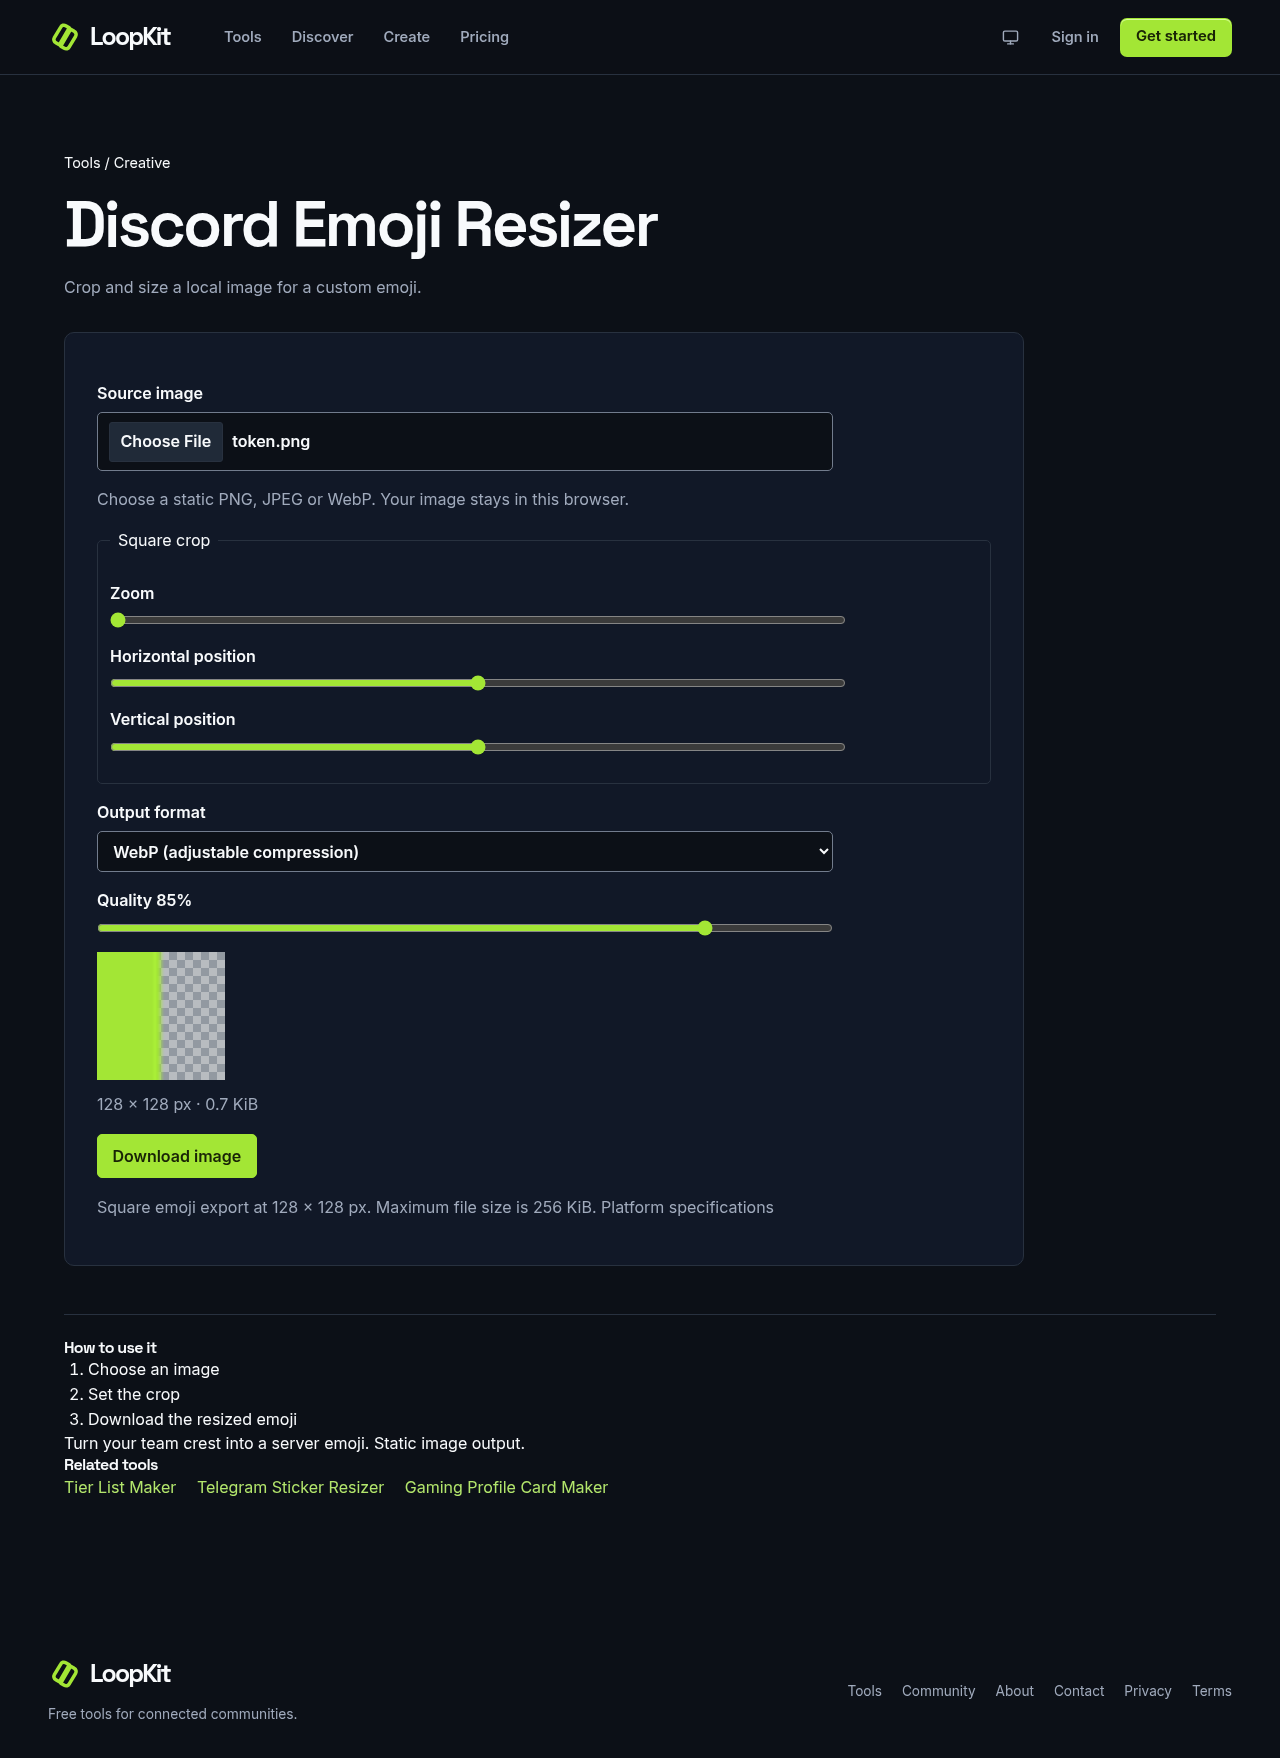 LoopKit
Tools Discover Create Pricing
Sign in
Get started
Tools / Creative
Discord Emoji Resizer
Crop and size a local image for a custom emoji.
Source image
Choose File token.png
Choose a static PNG, JPEG or WebP. Your image stays in this browser.
Square crop
Zoom
Horizontal position
Vertical position
Output format
WebP (adjustable compression)
Quality 85%
128 × 128 px · 0.7 KiB
Download image
Square emoji export at 128 × 128 px. Maximum file size is 256 KiB. Platform specifications
How to use it
1. Choose an image
2. Set the crop
3. Download the resized emoji
Turn your team crest into a server emoji. Static image output.
Related tools
Tier List Maker Telegram Sticker Resizer Gaming Profile Card Maker
LoopKit
Free tools for connected communities.
Tools Community About Contact Privacy Terms